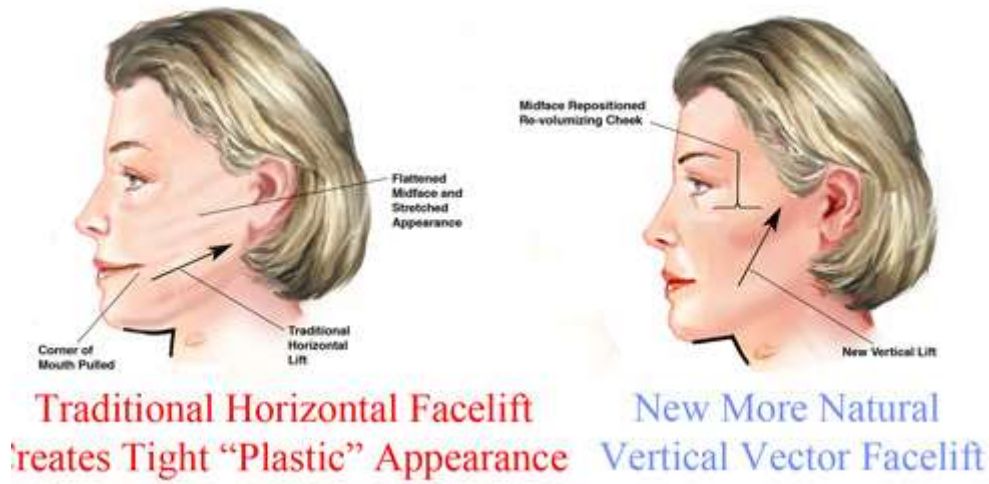 Flattened
Midface and
Stretched
Appearance
Traditional
Horizontal
Lift
Corner of
Mouth Pulled
Traditional Horizontal Facelift
reates Tight “Plastic” Appearance
Midface Repositioned
Re-volumizing Cheek
New Vertical Lift
New More Natural
Vertical Vector Facelift